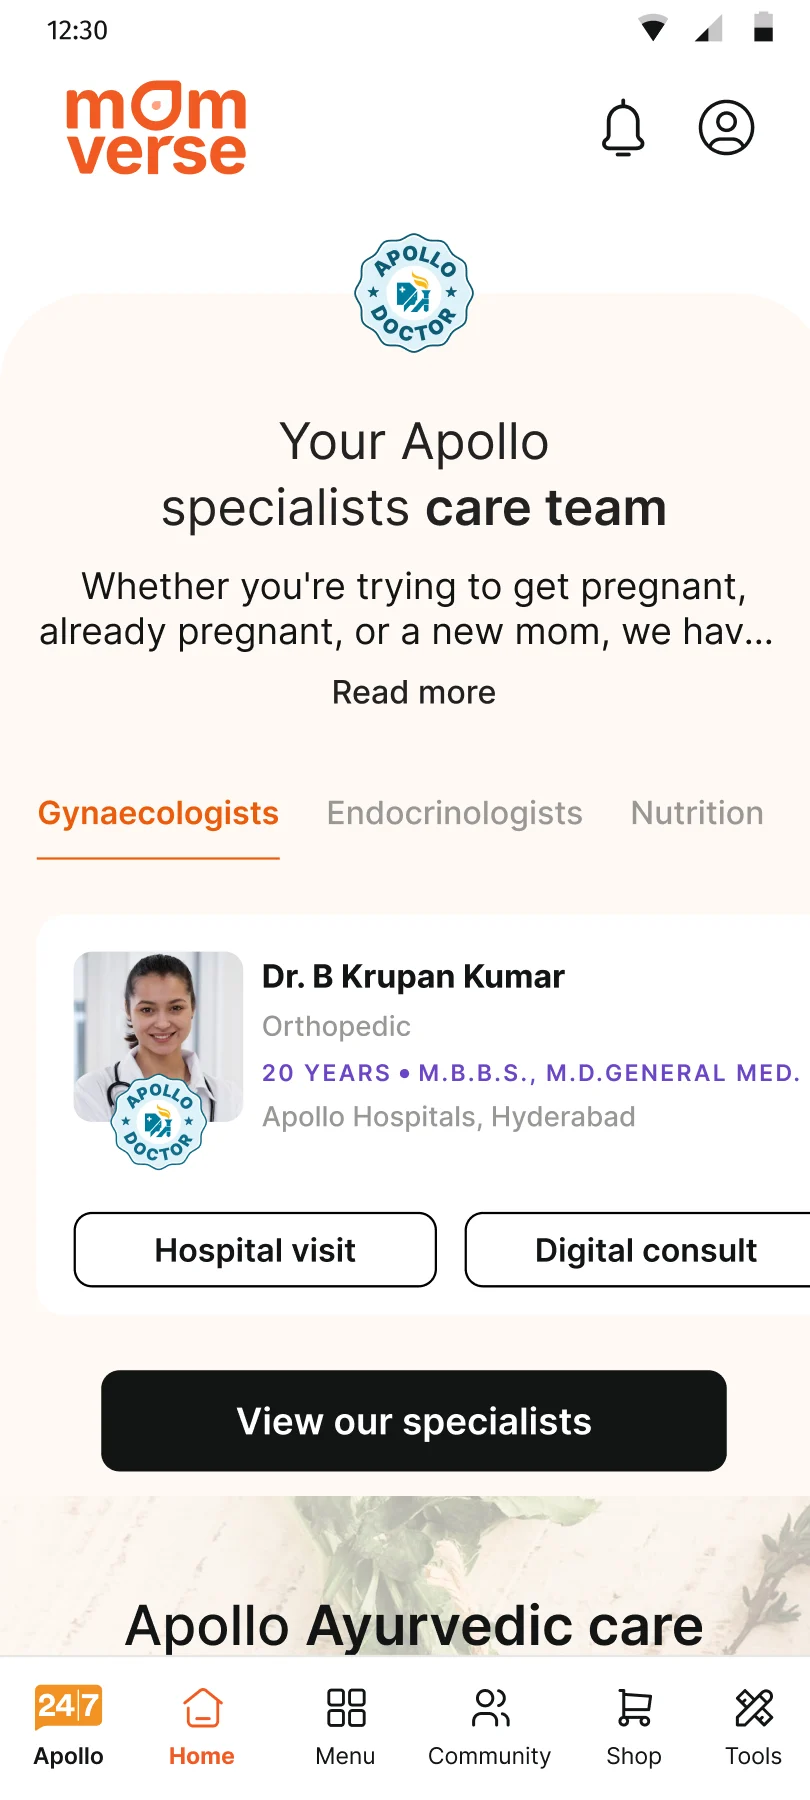 12:30
mom
verse
APOLLO
DOCTOR
Your Apollo
specialists care team
Whether you're trying to get pregnant,
already pregnant, or a new mom, we hav...
Read more
Gynaecologists Endocrinologists Nutrition
Dr. B Krupan Kumar
Orthopedic
20 YEARS • M.B.B.S., M.D.GENERAL MED.
Apollo Hospitals, Hyderabad
APOLLO
DOCTOR
Hospital visit Digital consult
View our specialists
Apollo Ayurvedic care
24|7
Apollo Home Menu Community Shop Tools